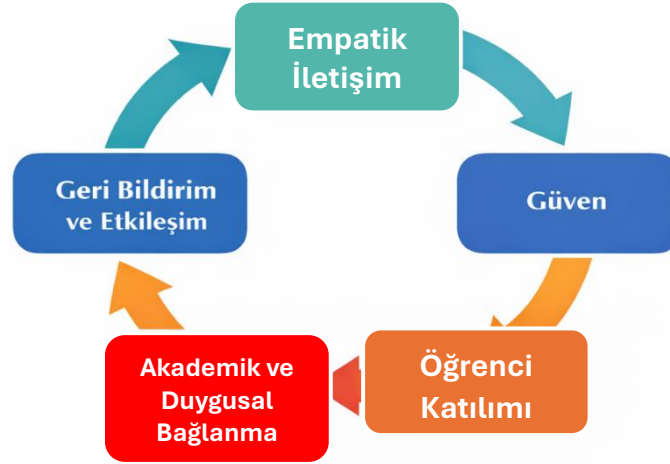 Empatik
İletişim
Güven
Öğrenci
Katılımı
Akademik ve
Duygusal
Bağlanma
Geri Bildirim
ve Etkileşim